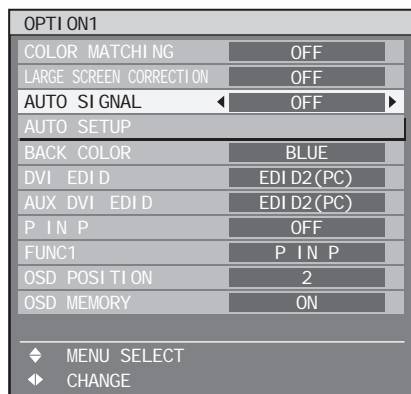 OPTION1
COLOR MATCHING OFF
LARGE SCREEN CORRECTION OFF
AUTO SIGNAL OFF
AUTO SETUP
BACK COLOR BLUE
DVI EDID EDID2(PC)
AUX DVI EDID EDID2(PC)
P IN P OFF
FUNC1 P IN P
OSD POSITION 2
OSD MEMORY ON
MENU SELECT
CHANGE